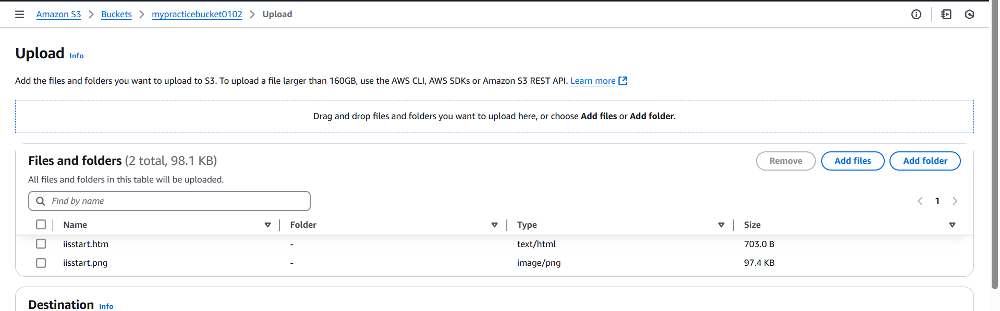 Amazon S3 > Buckets > mypracticebucket0102 > Upload
Upload Info
Add the files and folders you want to upload to S3. To upload a file larger than 160GB, use the AWS CLI, AWS SDKs or Amazon S3 REST API. Learn more
Drag and drop files and folders you want to upload here, or choose Add files or Add folder.
Files and folders (2 total, 98.1 KB)
Remove Add files Add folder
All files and folders in this table will be uploaded.
Find by name
1
Name Folder Type Size
iisstart.htm - text/html 703.0 B
iisstart.png - image/png 97.4 KB
Destination Info